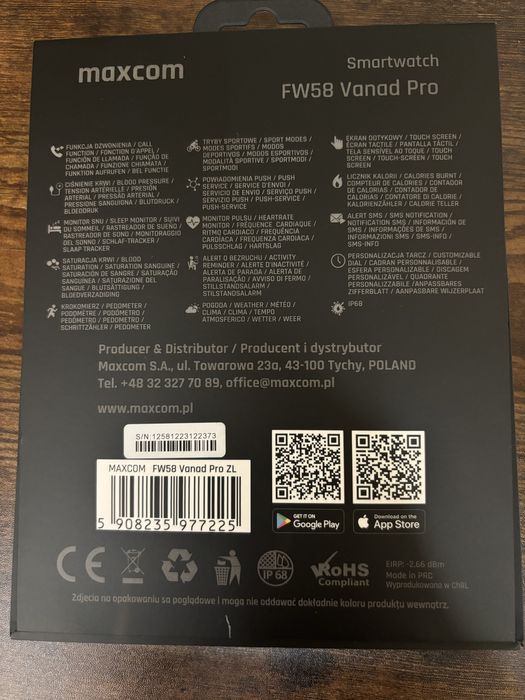 maxcom
Smartwatch
FW58 Vanad Pro
FUNKCJA DZWONIENIA / CALL
FUNCTION / FONCTION D'APPEL /
FUNCIÓN DE LLAMADA / FUNÇÃO DE
CHAMADA / FUNZIONE CHIAMATA /
FUNKTION AUFRUFEN / BEL FUNCTIE
CIŚNIENIE KRWI / BLOOD PRESSURE /
TENSION ARTÉRIELLE / PRESIÓN
ARTERIAL / PRESSÃO ARTERIAL /
PRESSIONE SANGUIGNA / BLUTDRUCK /
BLOEDDRUK
MONITOR SNU / SLEEP MONITOR / SUIVI
DU SOMMEIL / RASTREADOR DE SUEÑO /
RASTREADOR DE SONO / MONITORAGGIO
DEL SONNO / SCHLAF-TRACKER /
SLAAP TRACKER
SATURACJA KRWI / BLOOD
SATURATION / SATURATION SANGUINE /
SATURACIÓN DE SANGRE / SATURAÇÃO
SANGUÍNEA / SATURAZIONE DEL
SANGUE / BLUTSÄTTIGUNG /
BLOEDVERZADIGING
KROKOMIERZ / PEDOMETER /
PODOMÈTRE / PODÓMETRO /
PEDÔMETRO / PEDOMETRO /
SCHRITTZÄHLER / PEDOMETER
TRYBY SPORTOWE / SPORT MODES /
MODES SPORTIFS / MODOS
DEPORTIVOS / MODOS ESPORTIVOS /
MODALITÀ SPORTIVE / SPORTMODI /
SPORTMODI
POWIADOMIENIA PUSH / PUSH
SERVICE / SERVICE D'ENVOI /
SERVICIO DE ENVÍO / SERVIÇO PUSH /
SERVIZIO PUSH / PUSH-SERVICE /
PUSH-SERVICE
MONITOR PULSU / HEARTRATE
MONITOR / FRÉQUENCE CARDIAQUE /
RITMO CARDÍACO / FREQUÊNCIA
CARDÍACA / FREQUENZA CARDIACA /
PULSSCHLAG / HARTSLAG
ALERT O BEZRUCHU / ACTIVITY
REMINDER / ALERTE D'INACTIVITÉ /
ALERTA DE PARADA / ALERTA DE
PARALISAÇÃO / AVVISO DI FERMO /
STILLSTANDSALARM /
STILSTANDSALARM
POGODA / WEATHER / MÉTÉO /
CLIMA / CLIMA / TEMPO
ATMOSFERICO / WETTER / WEER
EKRAN DOTYKOWY / TOUCH SCREEN /
ÉCRAN TACTILE / PANTALLA TÁCTIL /
TELA SENSÍVEL AO TOQUE / TOUCH
SCREEN / TOUCH-SCREEN / TOUCH
SCREEN
LICZNIK KALORII / CALORIES BURNT /
COMPTEUR DE CALORIES / CONTADOR
DE CALORÍAS / CONTADOR DE
CALORIAS / CONTATORE DI CALORIE /
KALORIENZÄHLER / CALORIE TELLER
ALERT SMS / SMS NOTIFICATION /
NOTIFICATION SMS / INFORMACIÓN DE
SMS / INFORMAÇÕES DE SMS /
INFORMAZIONI SMS / SMS-INFO /
SMS-INFO
PERSONALIZACJA TARCZ / CUSTOMIZABLE
DIAL / CADRAN PERSONNALISABLE /
ESFERA PERSONALIZABLE / DISCAGEM
PERSONALIZÁVEL / QUADRANTE
PERSONALIZZABILE / ANPASSBARES
ZIFFERBLATT / AANPASBARE WIJZERPLAAT
IP68
Producer & Distributor / Producent i dystrybutor
Maxcom S.A., ul. Towarowa 23a, 43-100 Tychy, POLAND
Tel. +48 32 327 70 89, office@maxcom.pl
www.maxcom.pl
S/N:12581223122373
MAXCOM FW58 Vanad Pro ZL
5 908235 977225
GET IT ON
Google Play
Download on the
App Store
CE
IP 68
RoHS
Compliant
EIRP: -2.66 dBm
Made in PRC
Wyprodukowano w ChRL
Zdjęcia na opakowaniu są poglądowe i mogą nie oddawać dokładnie koloru produktu wewnątrz.